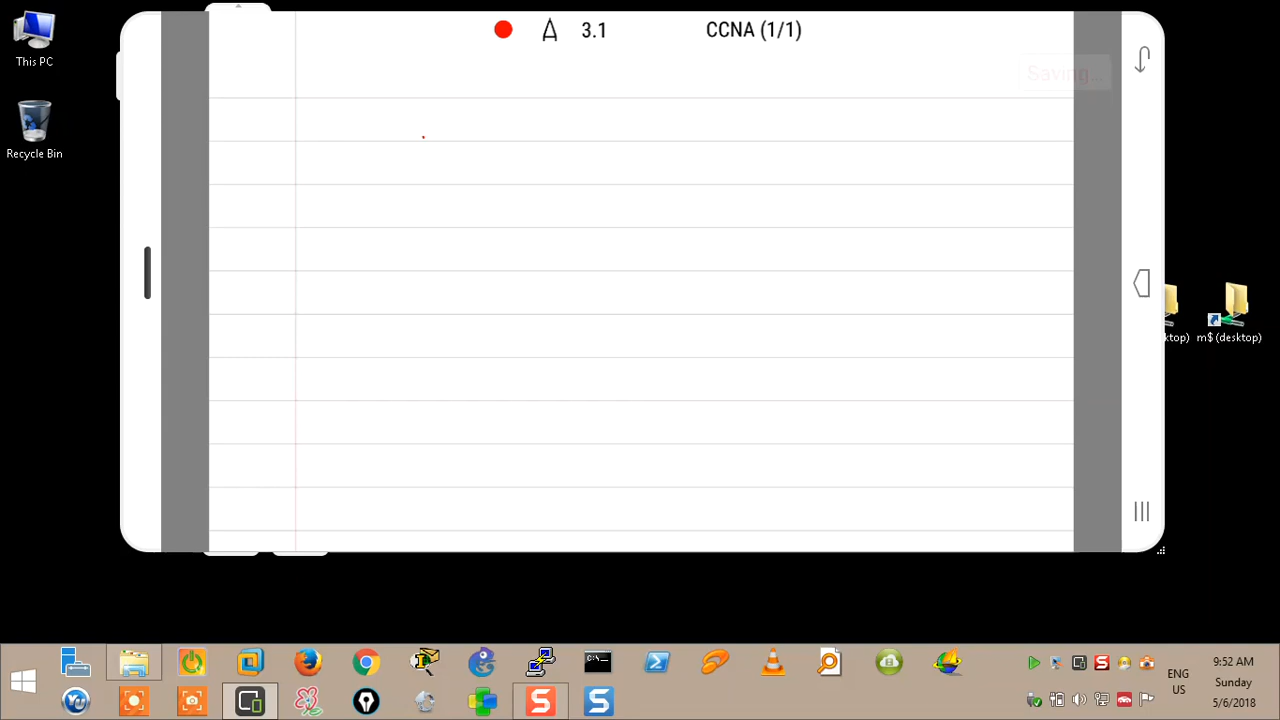 3.1 CCNA (1/1)
Saving...
This PC
Recycle Bin
ktop) m$ (desktop)
ENG
US
9:52 AM
Sunday
5/6/2018